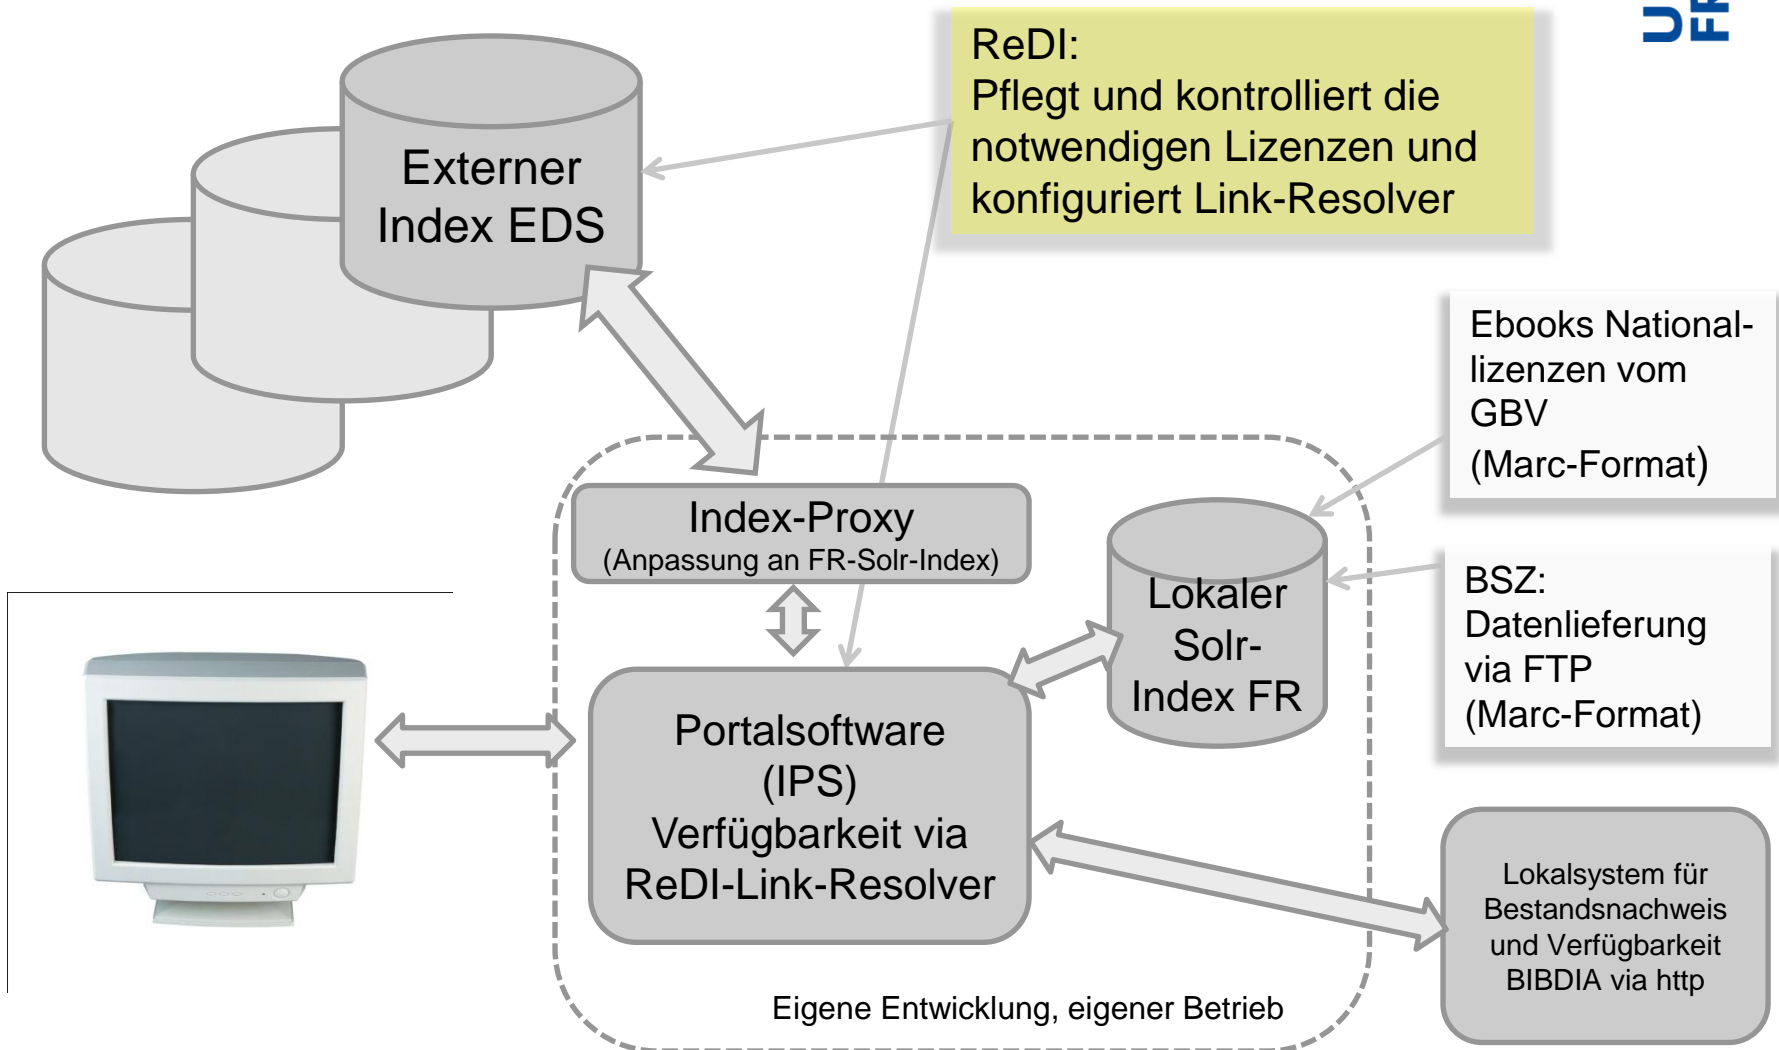 U
FR
ReDI:
Pflegt und kontrolliert die
notwendigen Lizenzen und
konfiguriert Link-Resolver
Externer
Index EDS
Ebooks National-
lizenzen vom
GBV
(Marc-Format)
Index-Proxy
(Anpassung an FR-Solr-Index)
Lokaler
Solr-
Index FR
BSZ:
Datenlieferung
via FTP
(Marc-Format)
Portalsoftware
(IPS)
Verfügbarkeit via
ReDI-Link-Resolver
Lokalsystem für
Bestandsnachweis
und Verfügbarkeit
BIBDIA via http
Eigene Entwicklung, eigener Betrieb